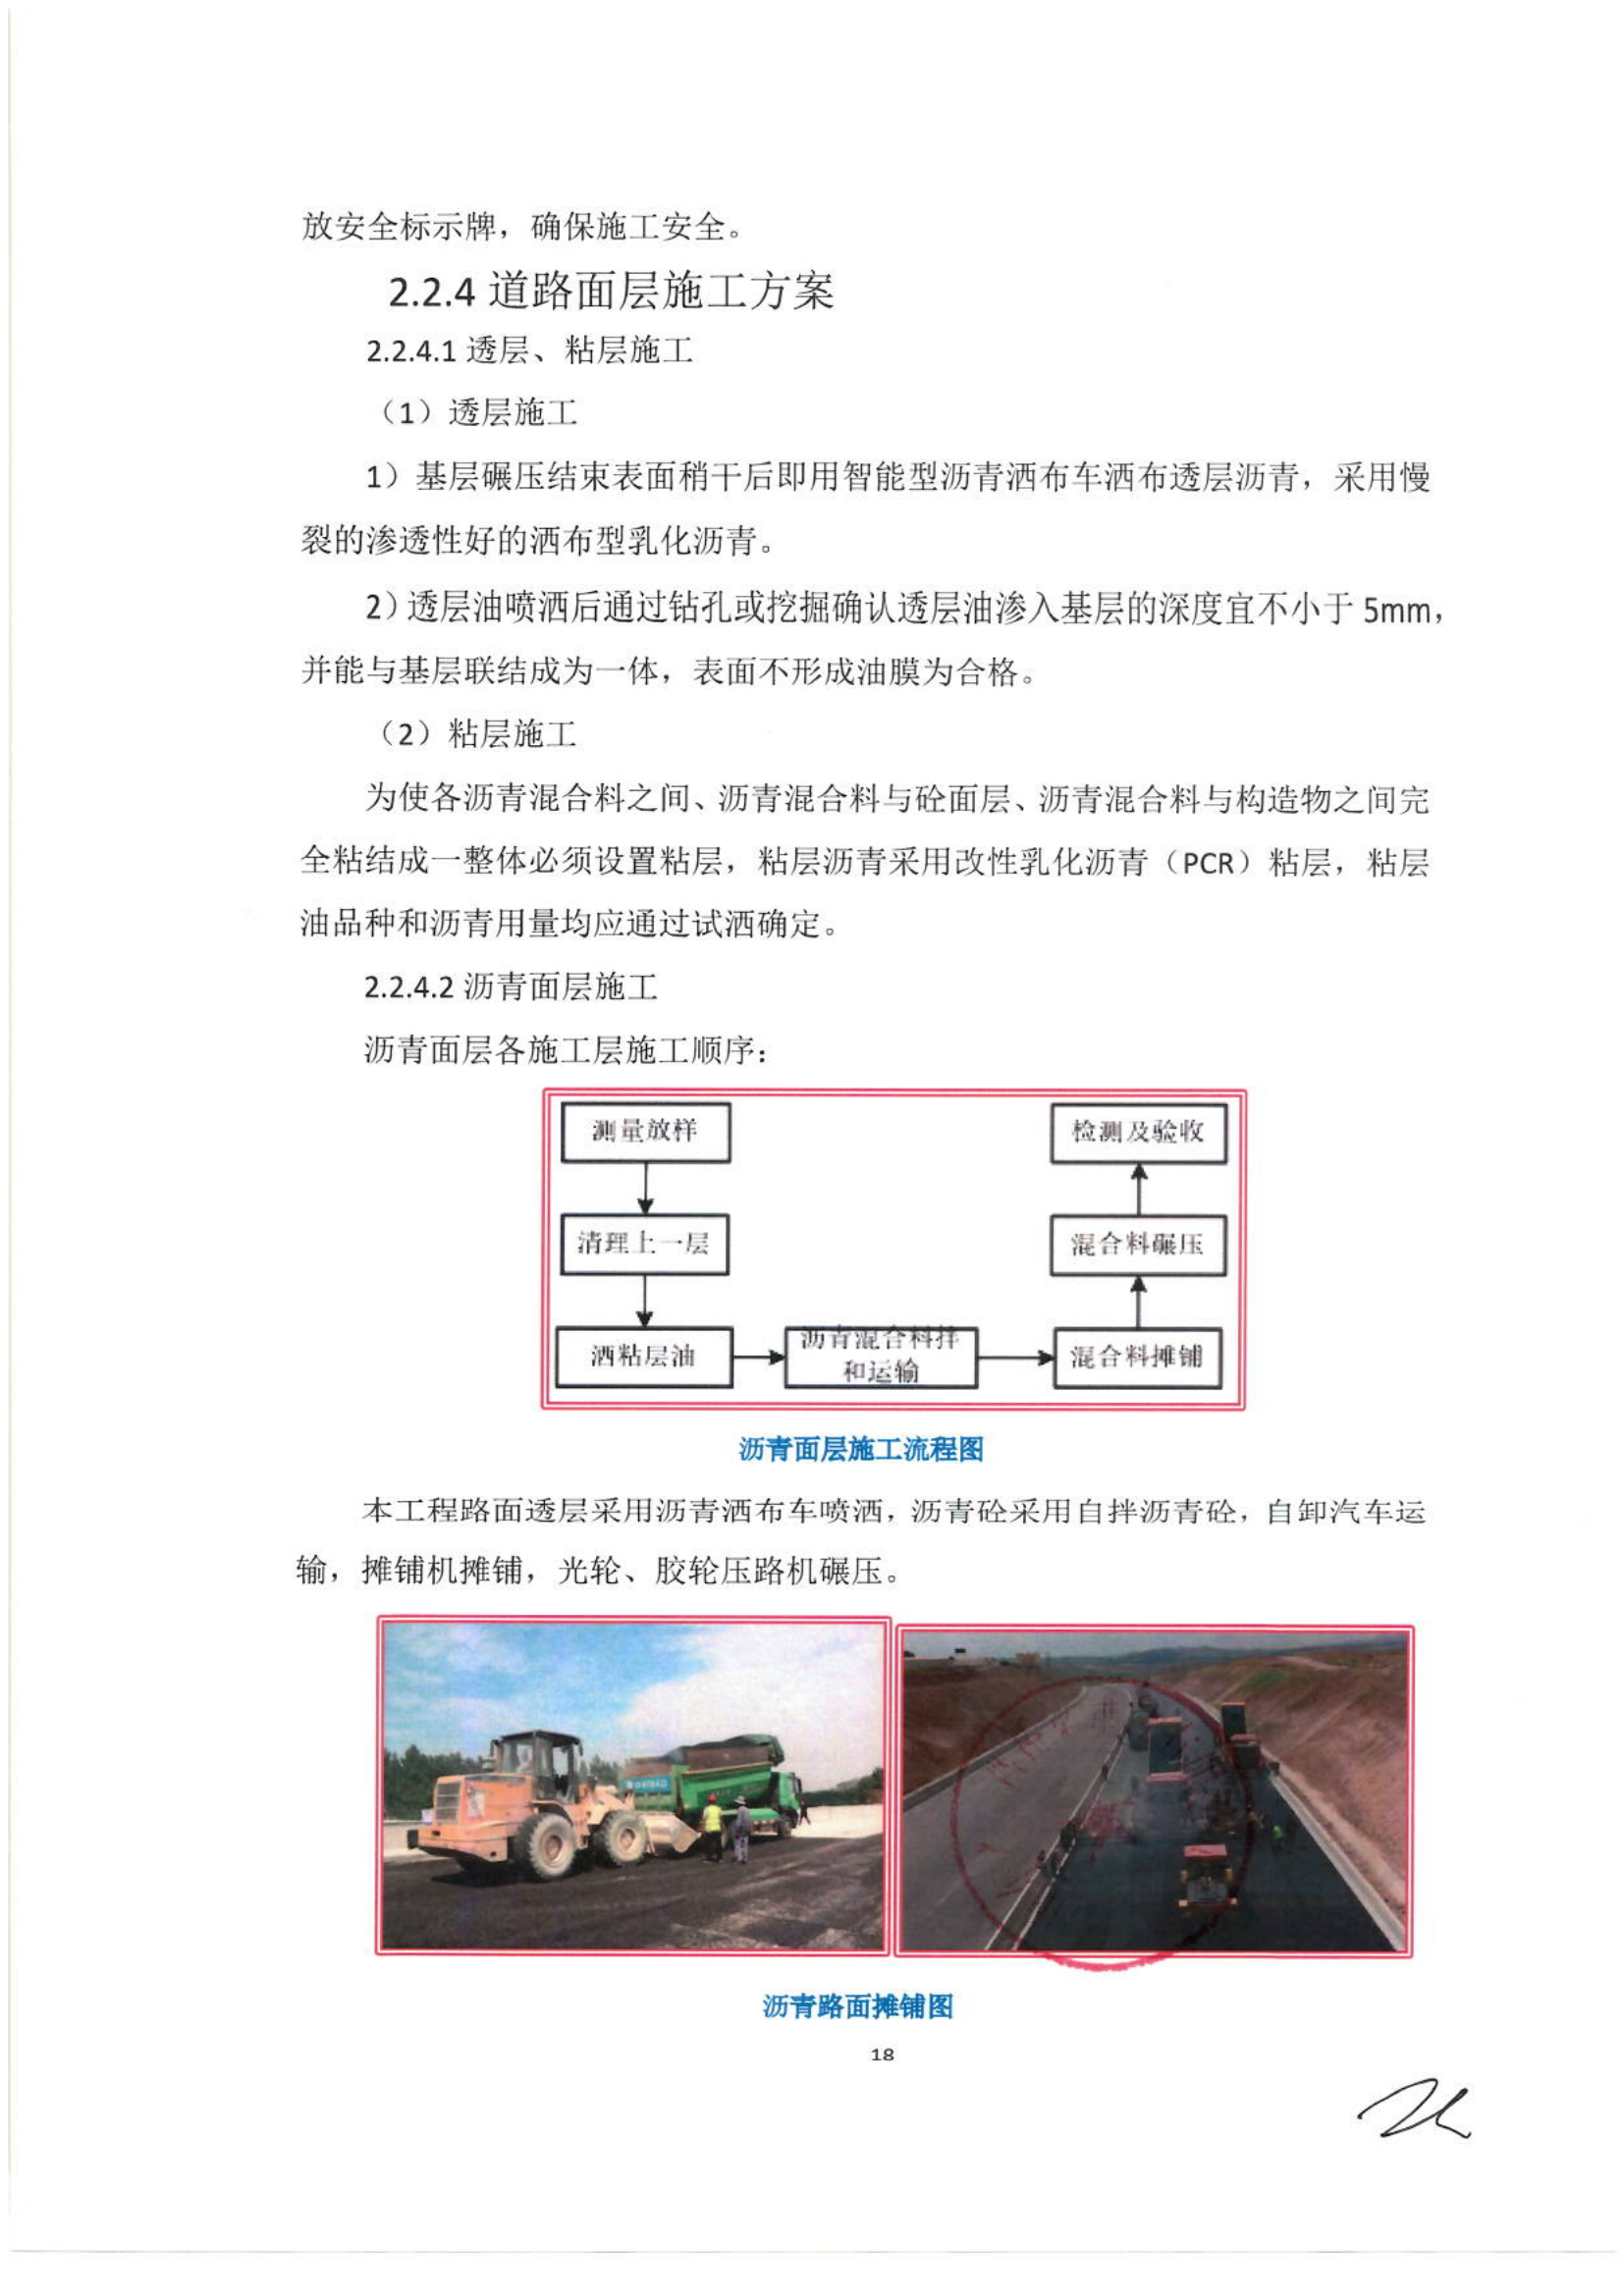 放安全标示牌，确保施工安全。
2.2.4 道路面层施工方案
2.2.4.1 透层、粘层施工
（1）透层施工
1）基层碾压结束表面稍干后即用智能型沥青洒布车洒布透层沥青，采用慢
裂的渗透性好的洒布型乳化沥青。
2）透层油喷洒后通过钻孔或挖掘确认透层油渗入基层的深度宜不小于 5mm，
并能与基层联结成为一体，表面不形成油膜为合格。
（2）粘层施工
为使各沥青混合料之间、沥青混合料与砼面层、沥青混合料与构造物之间完
全粘结成一整体必须设置粘层，粘层沥青采用改性乳化沥青（PCR）粘层，粘层
油品种和沥青用量均应通过试洒确定。
2.2.4.2 沥青面层施工
沥青面层各施工层施工顺序：
测量放样
清理上一层
洒粘层油
沥青混合料拌
和运输
混合料摊铺
混合料碾压
检测及验收
沥青面层施工流程图
本工程路面透层采用沥青洒布车喷洒，沥青砼采用自拌沥青砼，自卸汽车运
输，摊铺机摊铺，光轮、胶轮压路机碾压。
沥青路面摊铺图
18